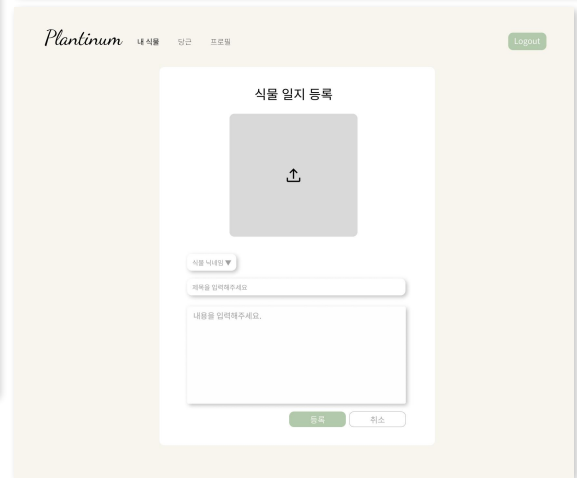 Plantinum 내 식물 당근 프로필 Logout
식물 일지 등록
식물 닉네임 ▼
제목을 입력해주세요
내용을 입력해주세요.
등록 취소